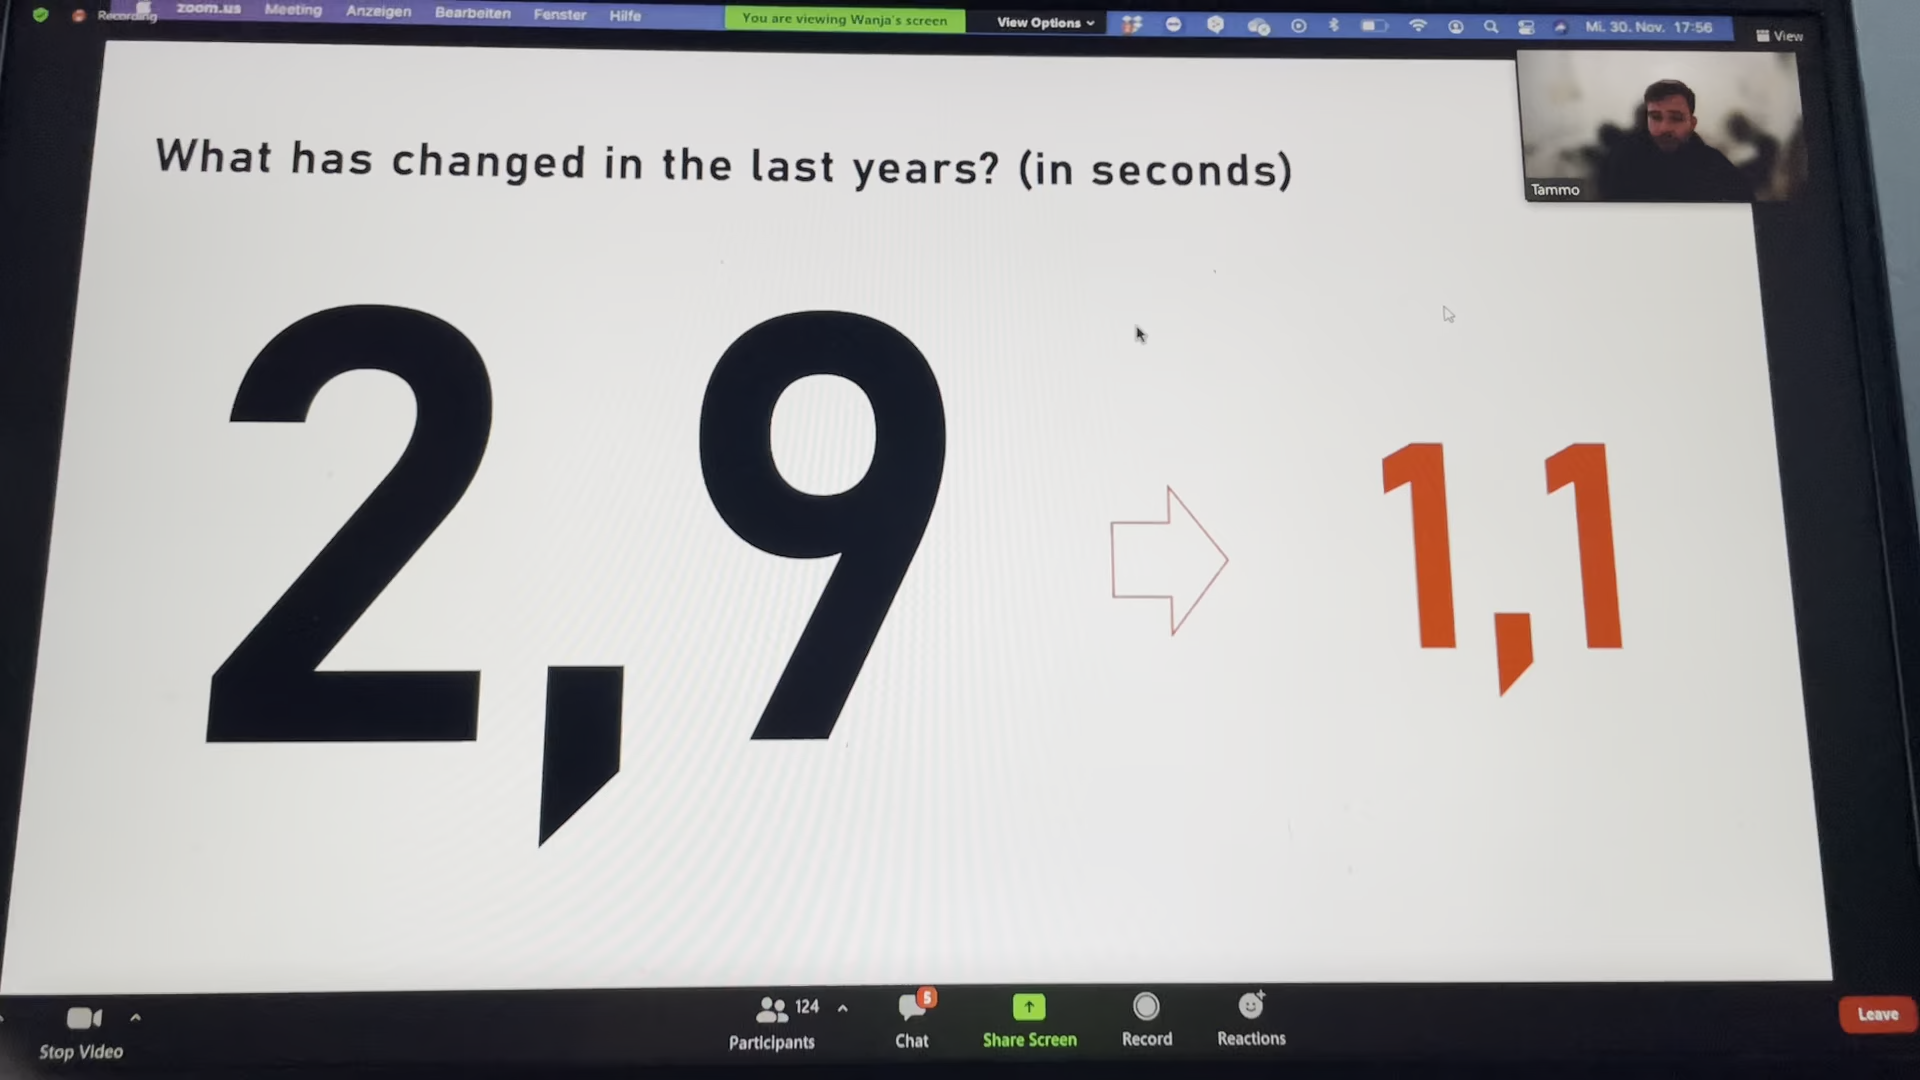 Recording zoom.us Meeting Anzeigen Bearbeiten Fenster Hilfe You are viewing Wanja's screen View Options Mi. 30. Nov. 17:56 View
What has changed in the last years? (in seconds)
Tammo
2,9 1,1
Stop Video
124
Participants
5
Chat
Share Screen
Record
Reactions
Leave